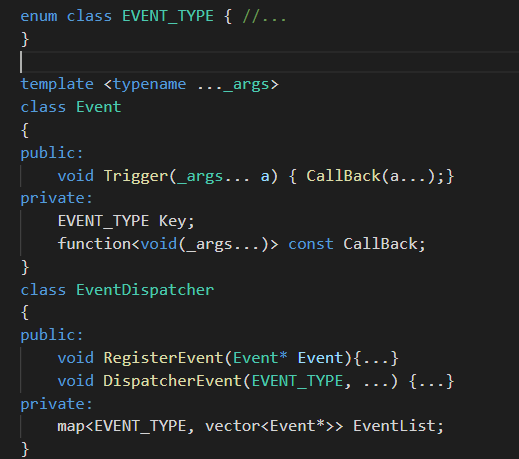 enum class EVENT_TYPE { //...
}
template <typename ..._args>
class Event
{
public:
    void Trigger(_args... a) { CallBack(a...);}
private:
    EVENT_TYPE Key;
    function<void(_args...)> const CallBack;
}
class EventDispatcher
{
public:
    void RegisterEvent(Event* Event){...}
    void DispatcherEvent(EVENT_TYPE, ...) {...}
private:
    map<EVENT_TYPE, vector<Event*>> EventList;
}